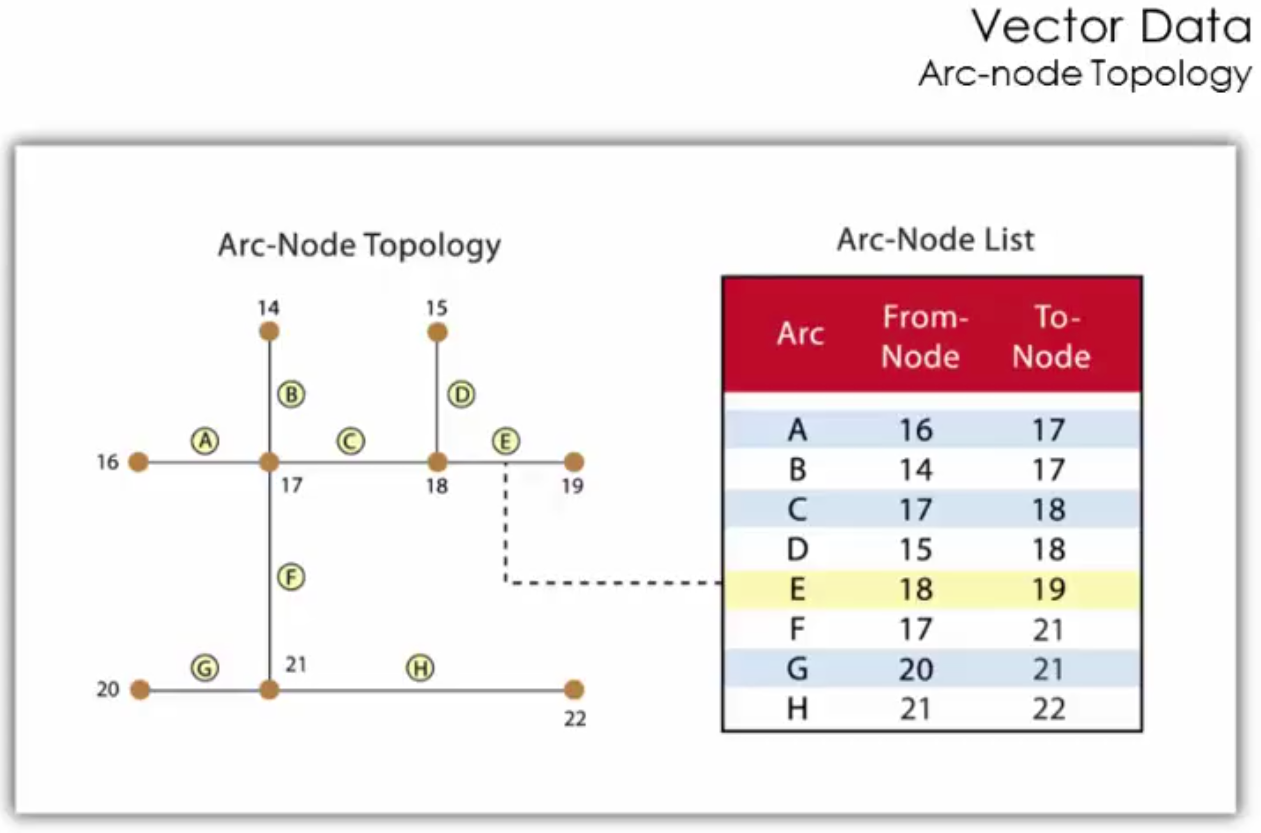 Vector Data
Arc-node Topology
Arc-Node Topology
14
15
B
D
A
C
E
16
17
18
19
F
G
21
H
20
22
Arc-Node List
Arc From-Node To-Node
A 16 17
B 14 17
C 17 18
D 15 18
E 18 19
F 17 21
G 20 21
H 21 22